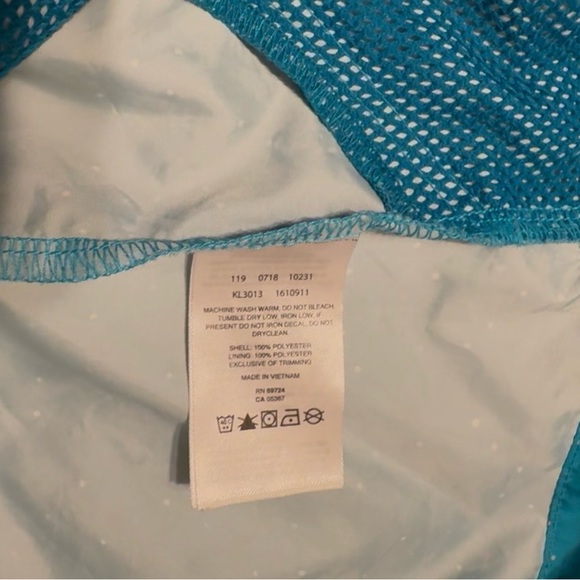 119 0718 10231
KL3013 1610911
MACHINE WASH WARM, DO NOT BLEACH,
TUMBLE DRY LOW, IRON LOW, IF
PRESENT DO NOT IRON DECAL, DO NOT
DRYCLEAN.
SHELL: 100% POLYESTER
LINING: 100% POLYESTER
EXCLUSIVE OF TRIMMING
MADE IN VIETNAM
RN 69724
CA 05367